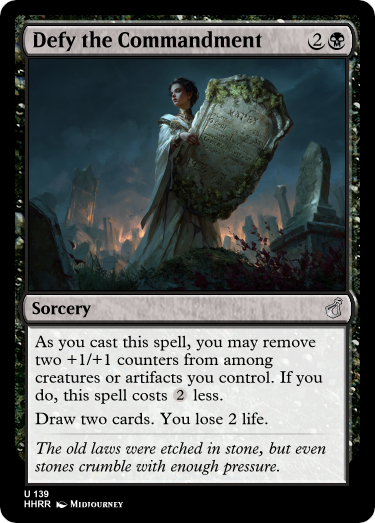 Defy the Commandment 2
Sorcery
As you cast this spell, you may remove
two +1/+1 counters from among
creatures or artifacts you control. If you
do, this spell costs 2 less.
Draw two cards. You lose 2 life.
The old laws were etched in stone, but even
stones crumble with enough pressure.
U 139
HHRR Midjourney